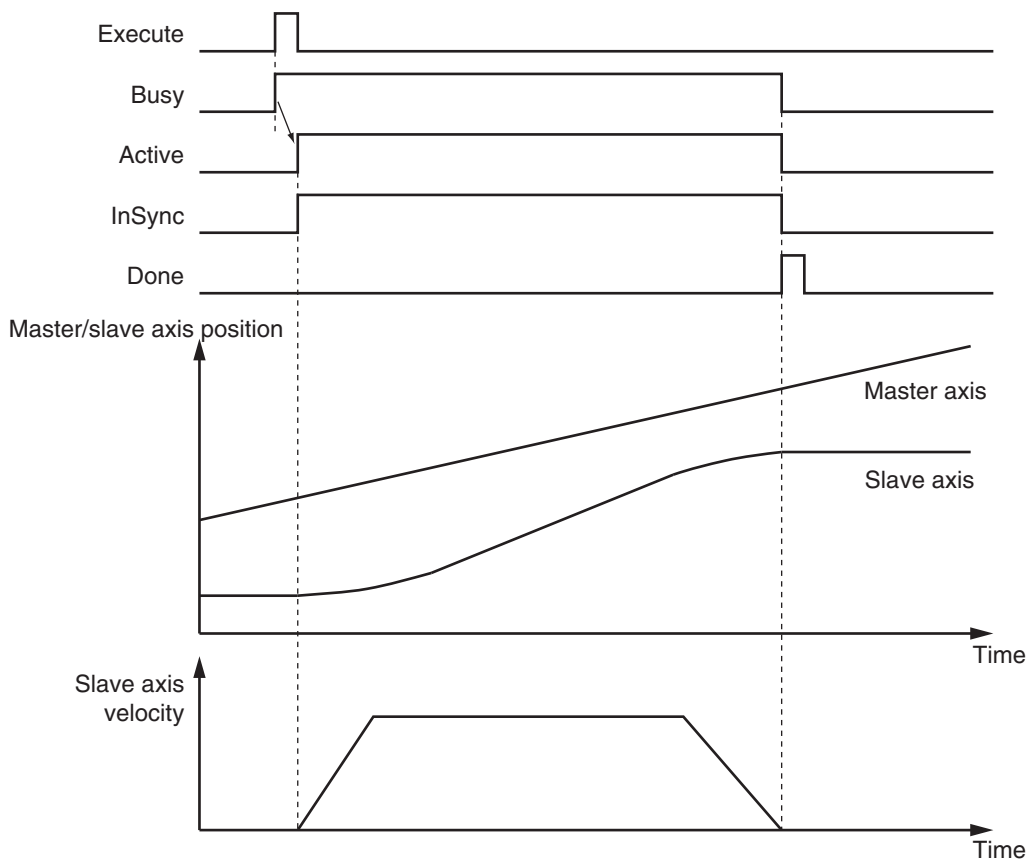 Execute
Busy
Active
InSync
Done
Master/slave axis position
Master axis
Slave axis
Time
Slave axis
velocity
Time